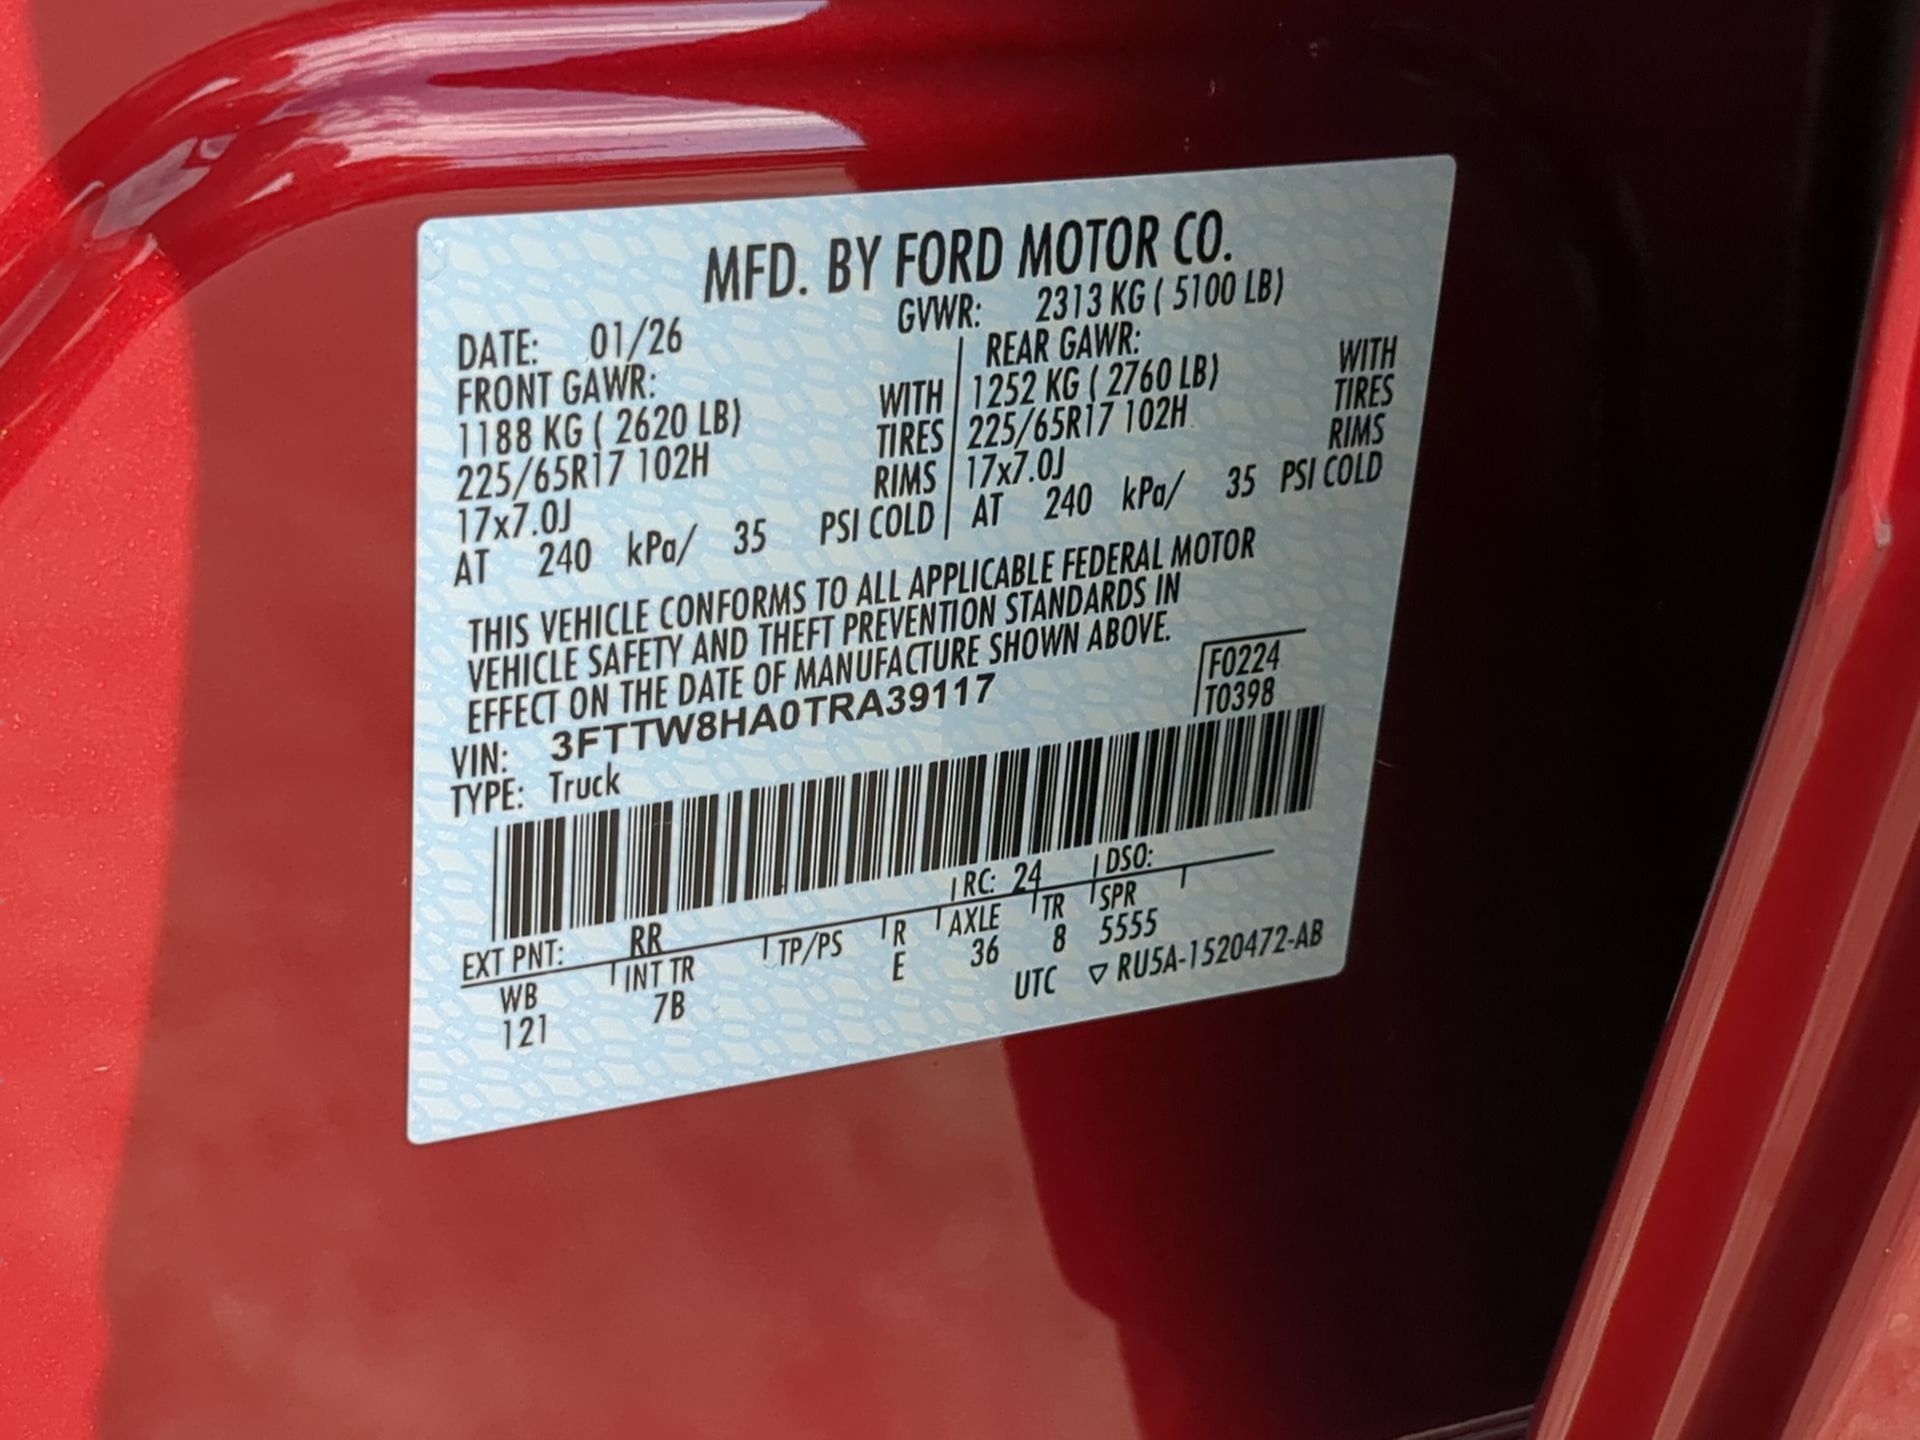 MFD. BY FORD MOTOR CO.
DATE: 01/26 GVWR: 2313 KG ( 5100 LB)
FRONT GAWR: REAR GAWR:
1188 KG ( 2620 LB) WITH 1252 KG ( 2760 LB) WITH
225/65R17 102H TIRES 225/65R17 102H TIRES
17x7.0J RIMS 17x7.0J RIMS
AT 240 kPa/ 35 PSI COLD AT 240 kPa/ 35 PSI COLD
THIS VEHICLE CONFORMS TO ALL APPLICABLE FEDERAL MOTOR
VEHICLE SAFETY AND THEFT PREVENTION STANDARDS IN
EFFECT ON THE DATE OF MANUFACTURE SHOWN ABOVE.
VIN: 3FTTW8HA0TRA39117 F0224
TYPE: Truck T0398
EXT PNT: RR RC: 24 DSO:
WB INT TR TP/PS R AXLE TR SPR
121 7B E 36 8 5555
UTC ▽ RU5A-1520472-AB